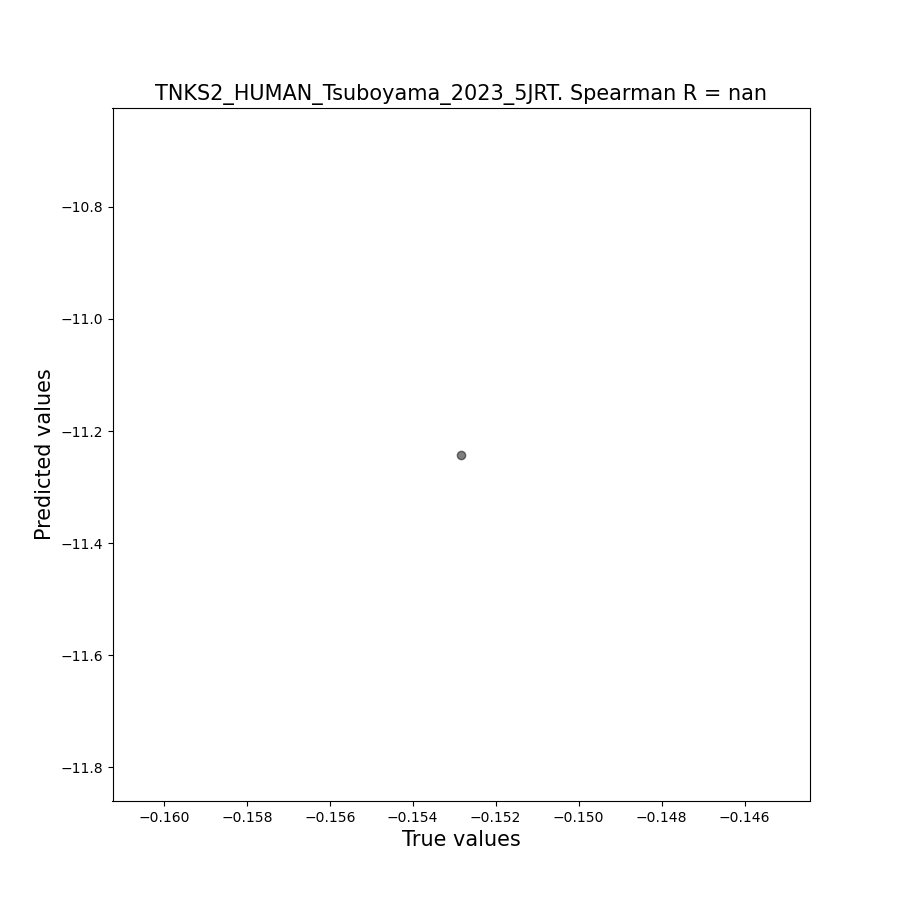 TNKS2_HUMAN_Tsuboyama_2023_5JRT. Spearman R = nan
Predicted values
−10.8
−11.0
−11.2
−11.4
−11.6
−11.8
−0.160 −0.158 −0.156 −0.154 −0.152 −0.150 −0.148 −0.146
True values